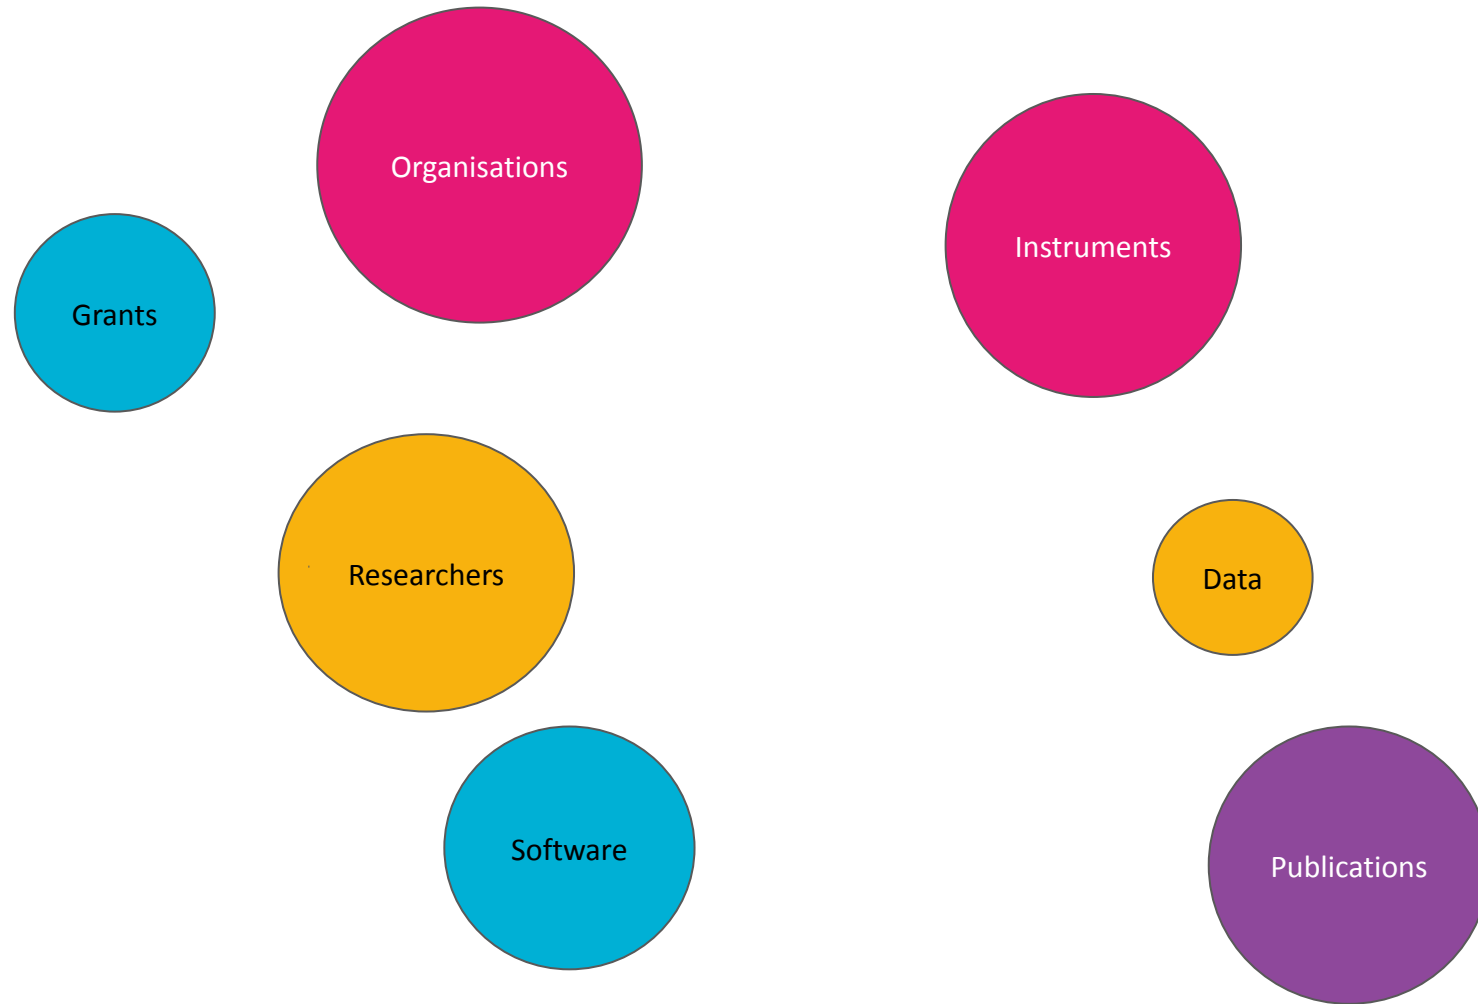 Organisations
Instruments
Grants
Researchers
Data
Software
Publications